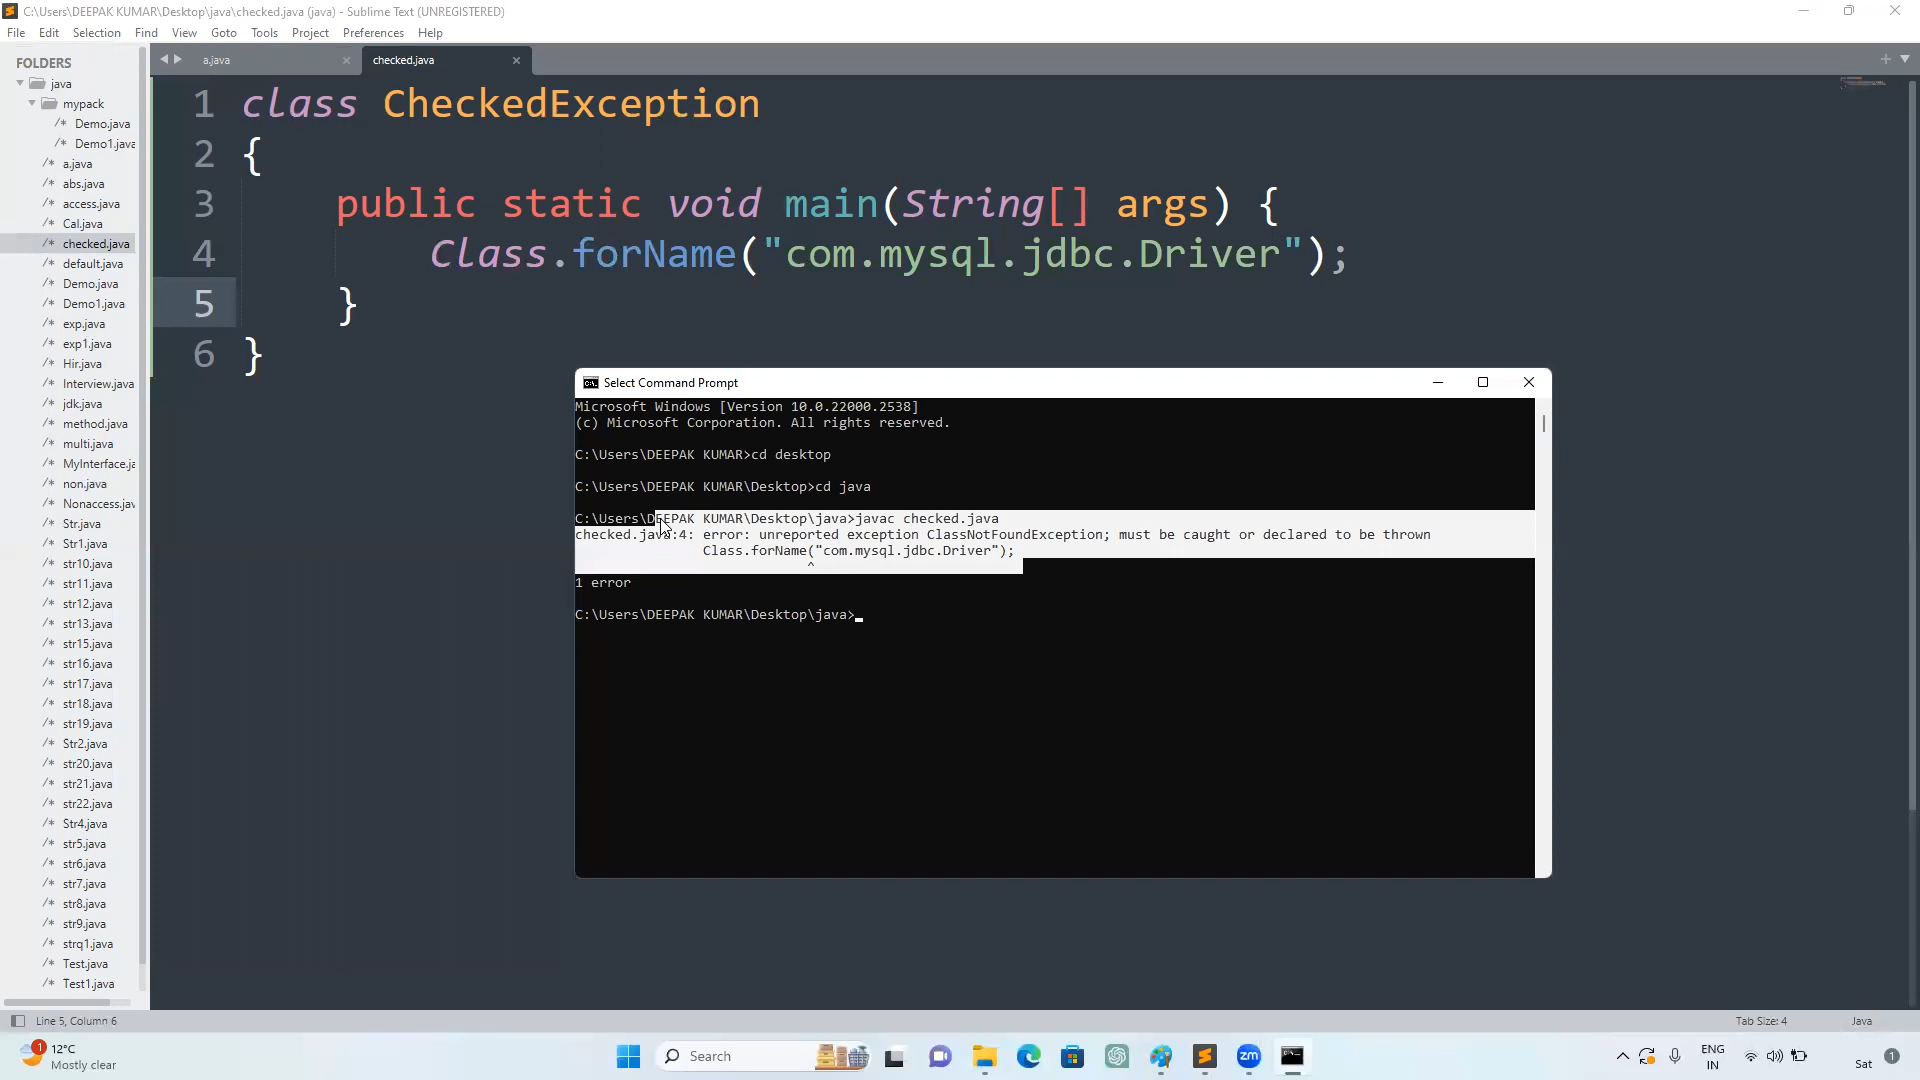 C:\Users\DEEPAK KUMAR\Desktop\java\checked.java (java) - Sublime Text (UNREGISTERED)
File Edit Selection Find View Goto Tools Project Preferences Help
FOLDERS
java
mypack
/* Demo.java
/* Demo1.java
/* a.java
/* abs.java
/* access.java
/* Cal.java
/* checked.java
/* default.java
/* Demo.java
/* Demo1.java
/* exp.java
/* exp1.java
/* Hir.java
/* Interview.java
/* jdk.java
/* method.java
/* multi.java
/* MyInterface.ja
/* non.java
/* Nonaccess.jav
/* Str.java
/* Str1.java
/* str10.java
/* str11.java
/* str12.java
/* str13.java
/* str15.java
/* str16.java
/* str17.java
/* str18.java
/* str19.java
/* Str2.java
/* str20.java
/* str21.java
/* str22.java
/* Str4.java
/* str5.java
/* str6.java
/* str7.java
/* str8.java
/* str9.java
/* strq1.java
/* Test.java
/* Test1.java
a.java
checked.java
1 class CheckedException
2 {
3 public static void main(String[] args) {
4 Class.forName("com.mysql.jdbc.Driver");
5 }
6 }
Select Command Prompt
Microsoft Windows [Version 10.0.22000.2538]
(c) Microsoft Corporation. All rights reserved.
C:\Users\DEEPAK KUMAR>cd desktop
C:\Users\DEEPAK KUMAR\Desktop>cd java
C:\Users\DEEPAK KUMAR\Desktop\java>javac checked.java
checked.java:4: error: unreported exception ClassNotFoundException; must be caught or declared to be thrown
Class.forName("com.mysql.jdbc.Driver");
^
1 error
C:\Users\DEEPAK KUMAR\Desktop\java>
Line 5, Column 6
Tab Size: 4
Java
1
12°C
Mostly clear
Search
zm
ENG
IN
Sat
1